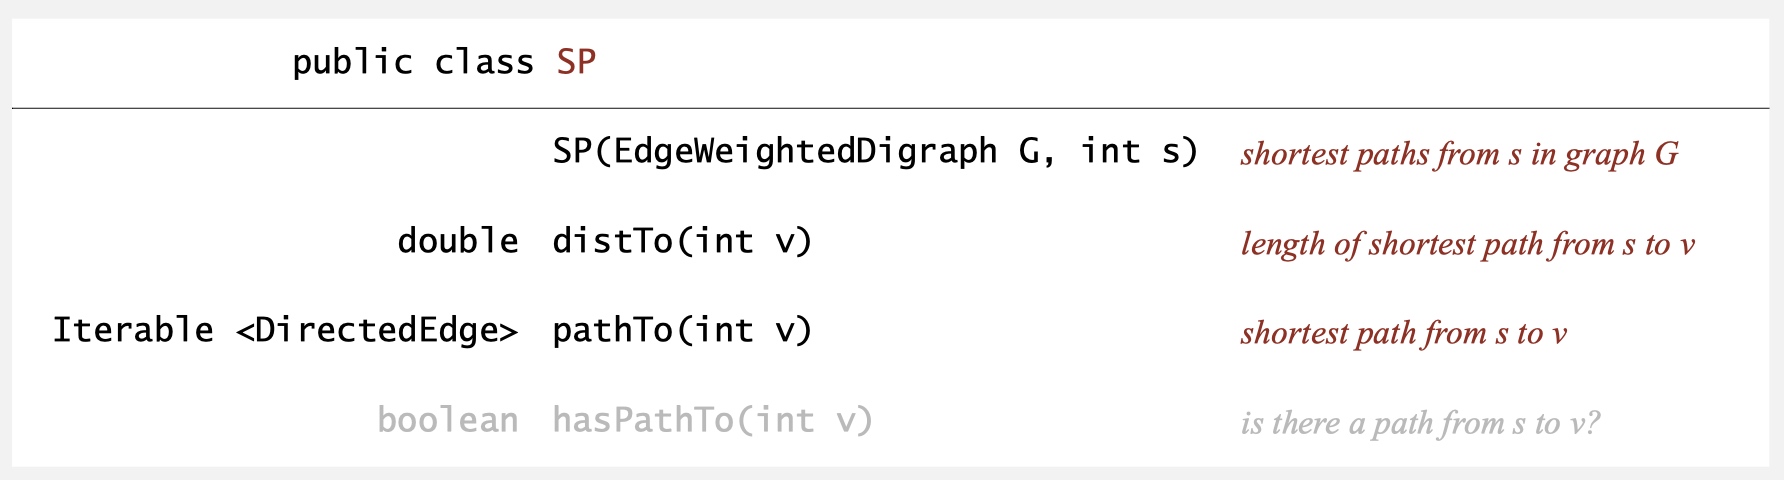 public class SP
SP(EdgeWeightedDigraph G, int s) shortest paths from s in graph G
double distTo(int v) length of shortest path from s to v
Iterable <DirectedEdge> pathTo(int v) shortest path from s to v
boolean hasPathTo(int v) is there a path from s to v?